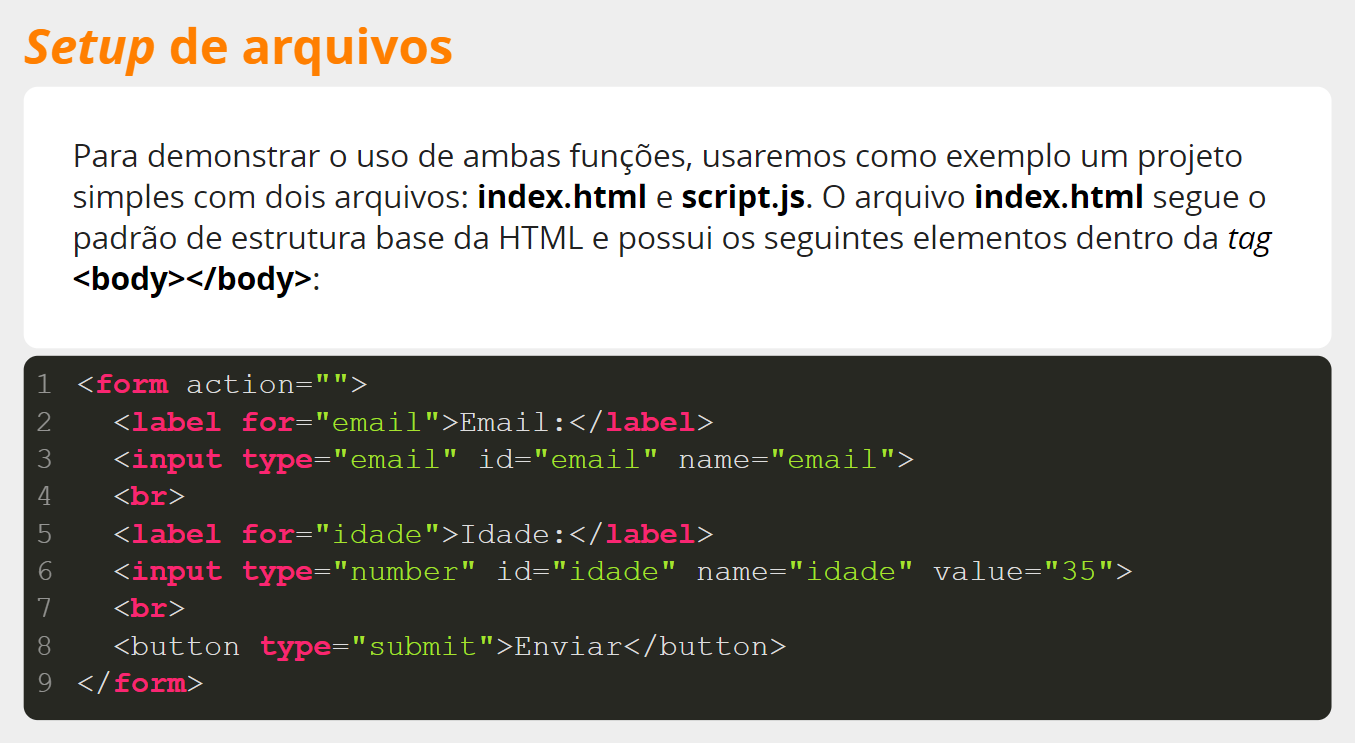 Setup de arquivos
Para demonstrar o uso de ambas funções, usaremos como exemplo um projeto
simples com dois arquivos: index.html e script.js. O arquivo index.html segue o
padrão de estrutura base da HTML e possui os seguintes elementos dentro da tag
<body></body>:
1 <form action="">
2   <label for="email">Email:</label>
3   <input type="email" id="email" name="email">
4   <br>
5   <label for="idade">Idade:</label>
6   <input type="number" id="idade" name="idade" value="35">
7   <br>
8   <button type="submit">Enviar</button>
9 </form>